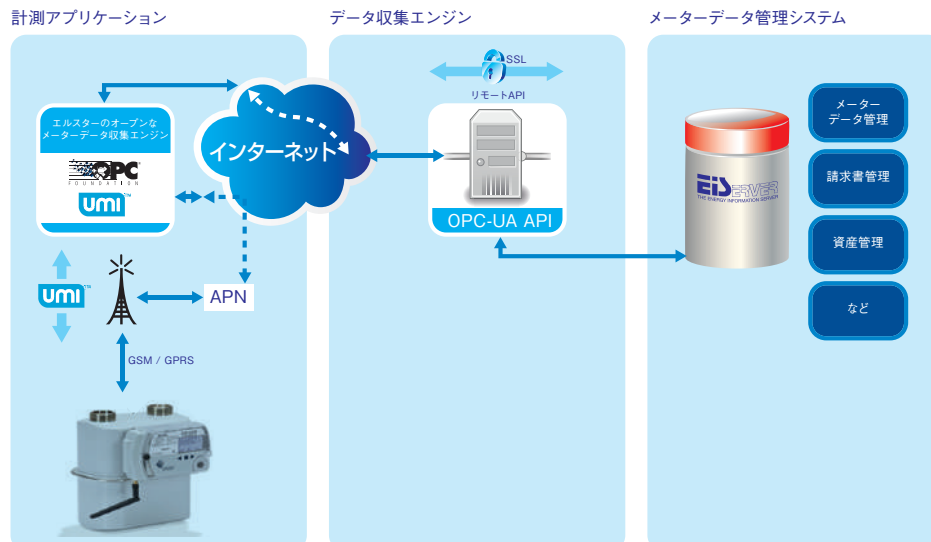 計測アプリケーション
データ収集エンジン
メーターデータ管理システム
エルスターのオープンな
メーターデータ収集エンジン
OPC
FOUNDATION
umi™
インターネット
SSL
リモートAPI
OPC-UA API
EiSERVER
THE ENERGY INFORMATION SERVER
メーター
データ管理
請求書管理
資産管理
など
umi™
APN
GSM / GPRS